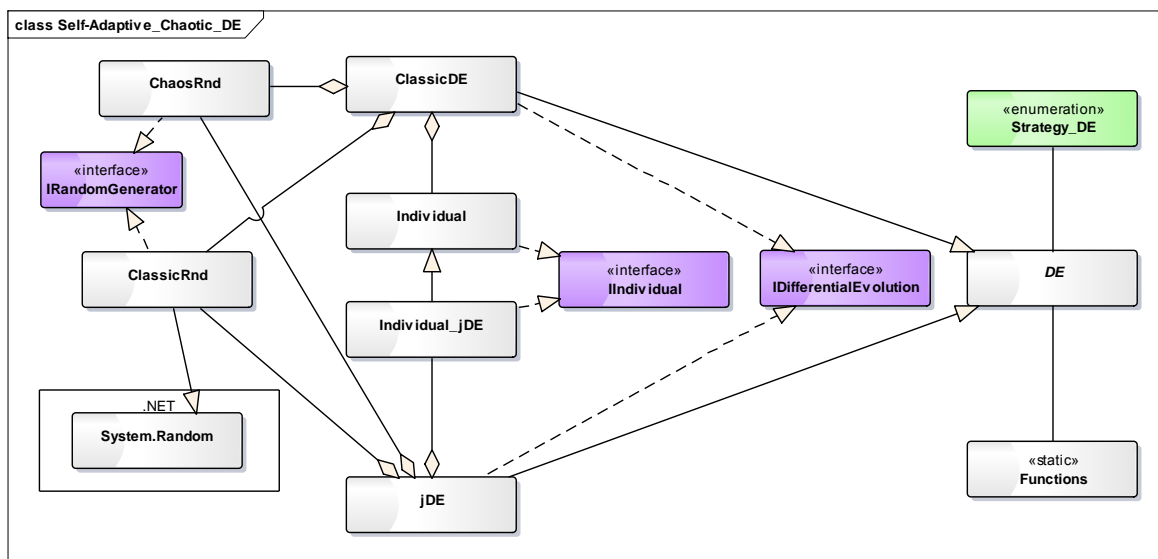 class Self-Adaptive_Chaotic_DE
ChaosRnd
ClassicDE
«enumeration»
Strategy_DE
«interface»
IRandomGenerator
Individual
ClassicRnd
«interface»
IIndividual
«interface»
IDifferentialEvolution
DE
Individual_jDE
.NET
System.Random
jDE
«static»
Functions